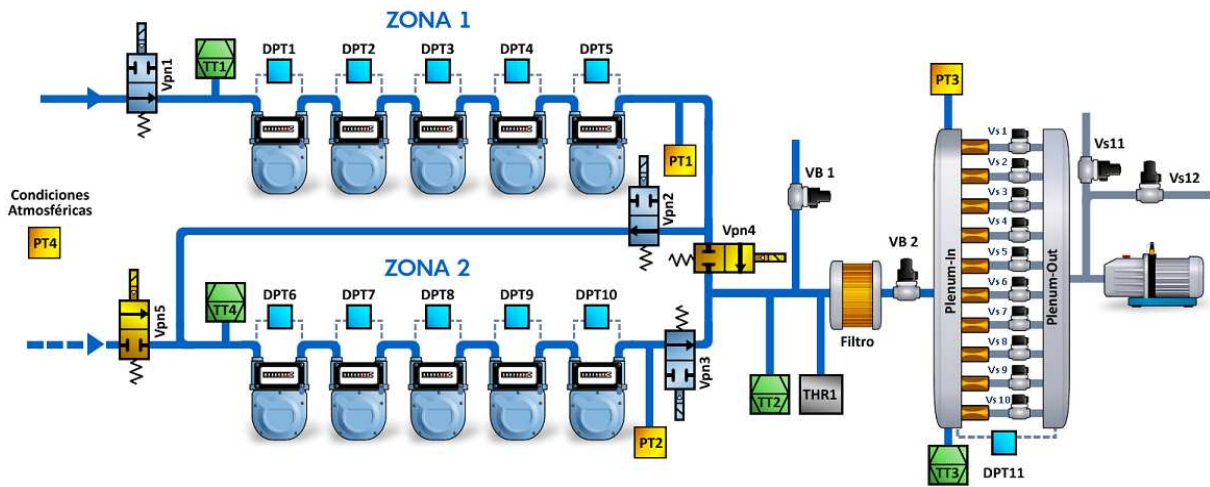 ZONA 1
DPT1
DPT2
DPT3
DPT4
DPT5
Vpn1
TT1
PT1
PT3
Vs 1
Vs 2
Vs 3
Vs 4
Vs 5
Vs 6
Vs 7
Vs 8
Vs 9
Vs 10
Vs11
Vs12
VB 1
Condiciones
Atmosféricas
PT4
Vpn2
Vpn4
ZONA 2
VB 2
Plenum-In
Plenum-Out
Vpn5
TT4
DPT6
DPT7
DPT8
DPT9
DPT10
Vpn3
Filtro
PT2
TT2
THR1
TT3
DPT11